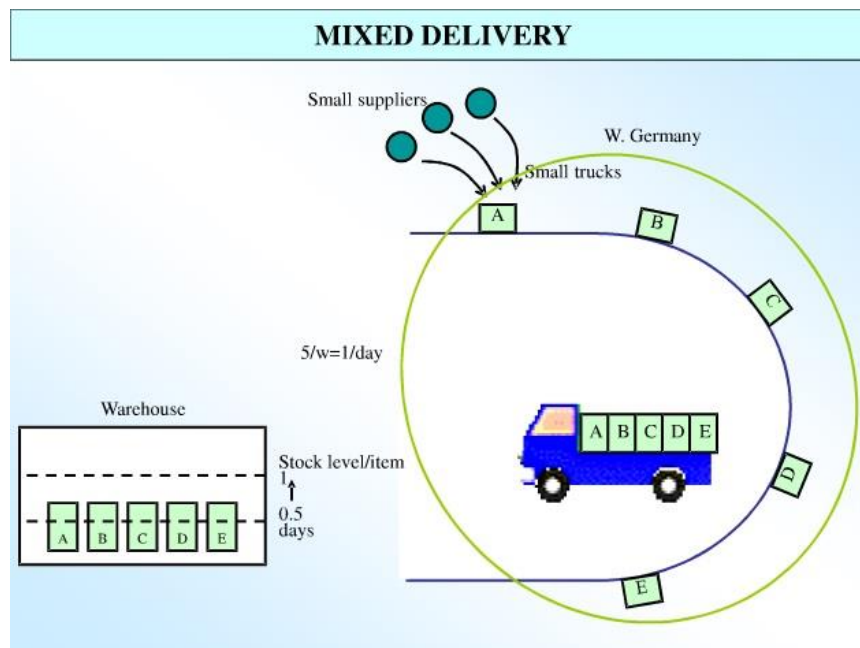 MIXED DELIVERY
Small suppliers
W. Germany
Small trucks
A
B
C
5/w=1/day
Warehouse
A B C D E
Stock level/item
1
D
0.5
days
A B C D E
E